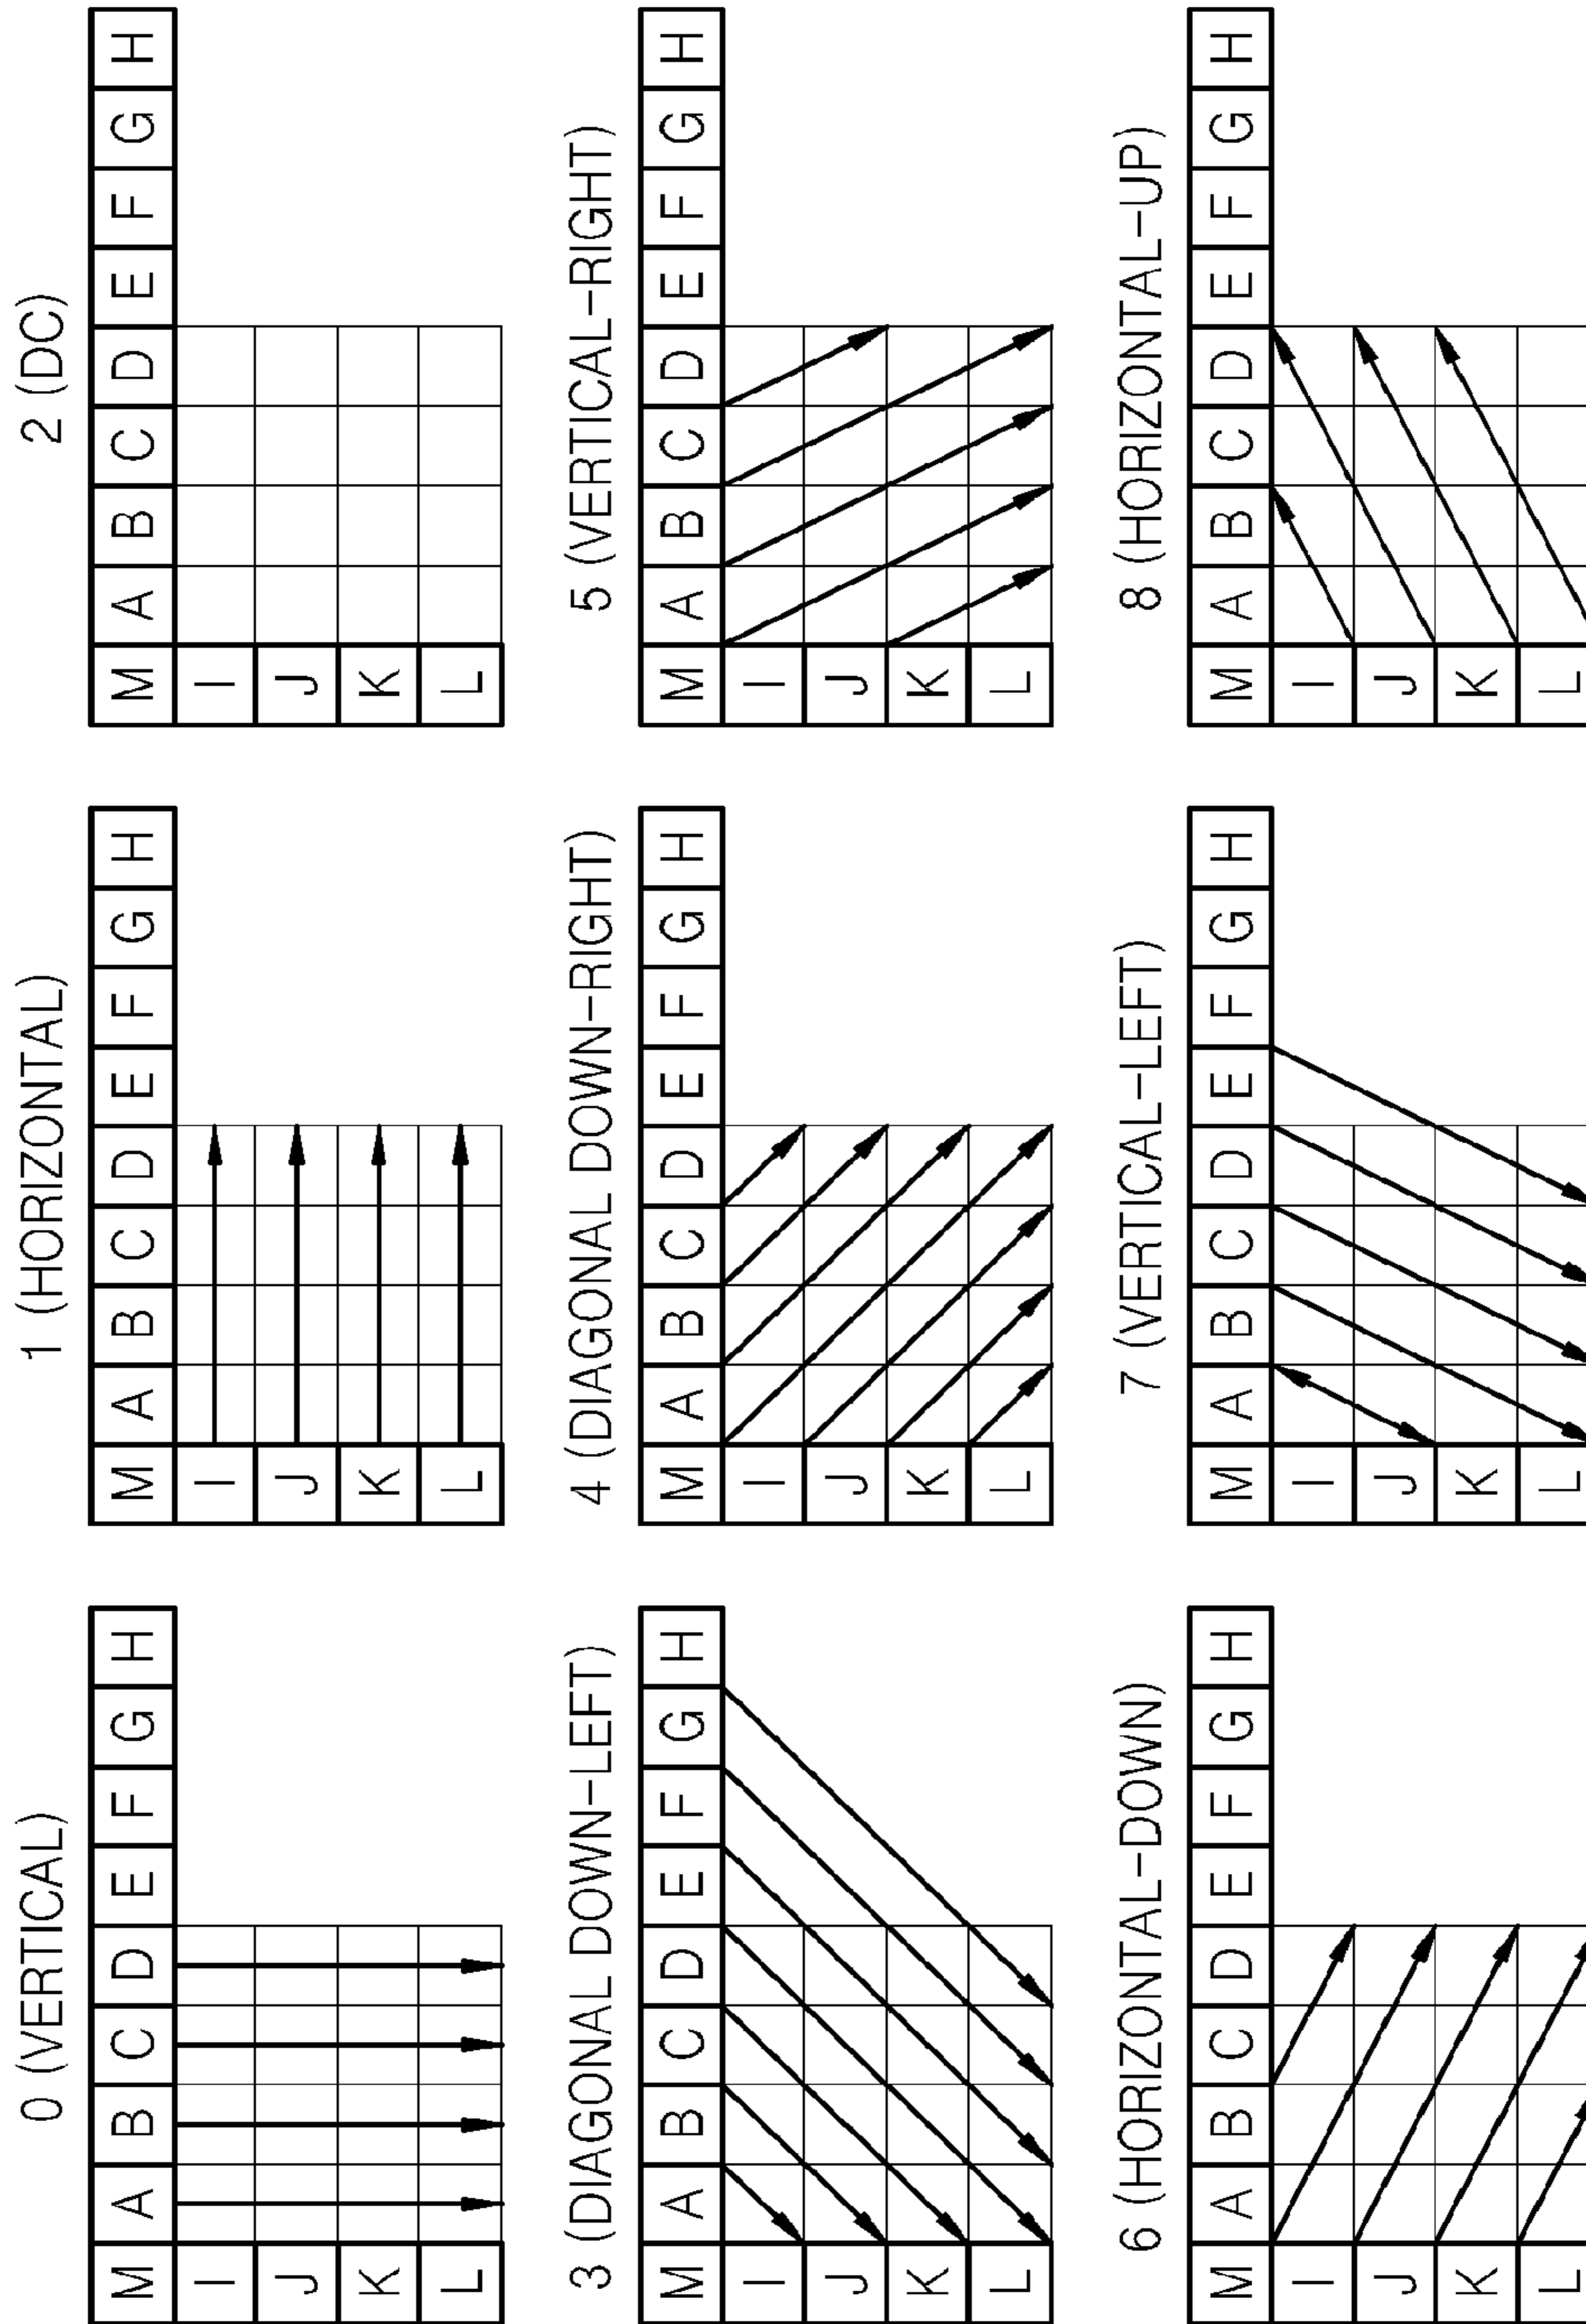 0 (VERTICAL)
M A B C D E F G H
I
J
K
L
1 (HORIZONTAL)
M A B C D E F G H
I
J
K
L
2 (DC)
M A B C D E F G H
I
J
K
L
3 (DIAGONAL DOWN-LEFT)
M A B C D E F G H
I
J
K
L
4 (DIAGONAL DOWN-RIGHT)
M A B C D E F G H
I
J
K
L
5 (VERTICAL-RIGHT)
M A B C D E F G H
I
J
K
L
6 (HORIZONTAL-DOWN)
M A B C D E F G H
I
J
K
L
7 (VERTICAL-LEFT)
M A B C D E F G H
I
J
K
L
8 (HORIZONTAL-UP)
M A B C D E F G H
I
J
K
L